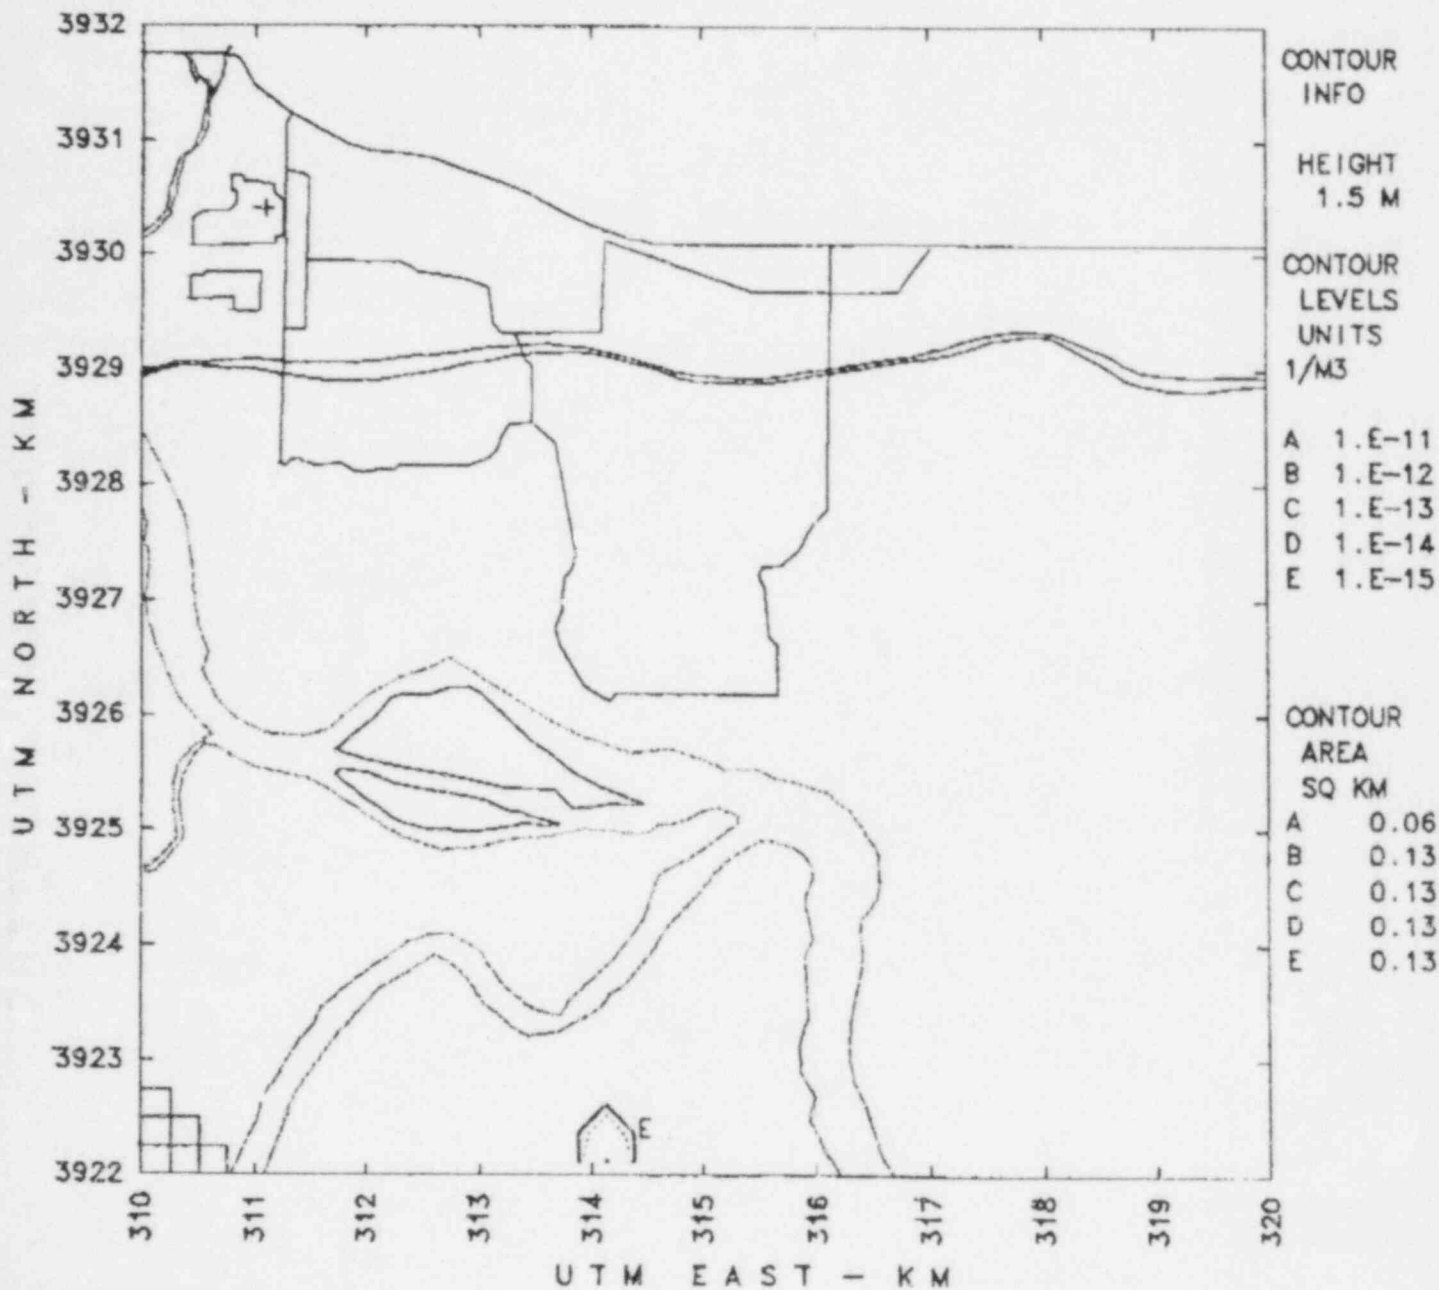 3932
3931
3930
3929
3928
3927
3926
3925
3924
3923
3922
UTM NORTH - KM
310
311
312
313
314
315
316
317
318
319
320
UTM EAST - KM
E
CONTOUR
INFO
HEIGHT
1.5 M
CONTOUR
LEVELS
UNITS
1/M3
A 1.E-11
B 1.E-12
C 1.E-13
D 1.E-14
E 1.E-15
CONTOUR
AREA
SQ KM
A 0.06
B 0.13
C 0.13
D 0.13
E 0.13